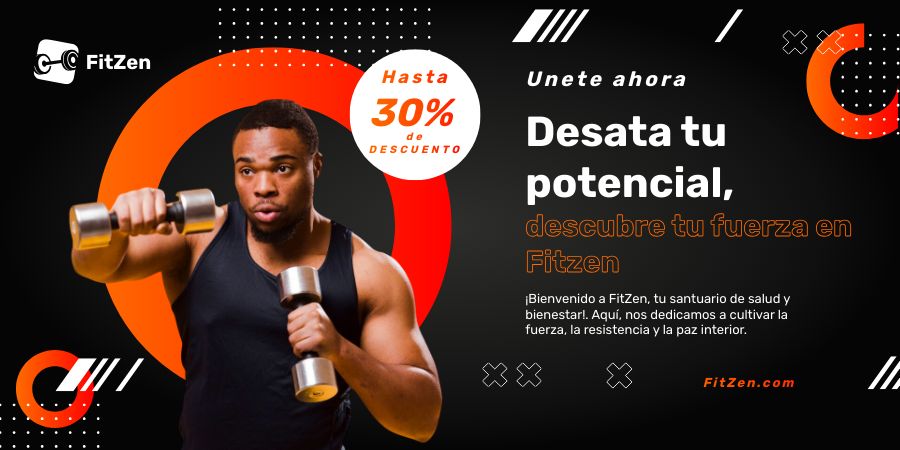 FitZen
Hasta
30%
de
DESCUENTO
Unete ahora
Desata tu
potencial,
descubre tu fuerza en
Fitzen
¡Bienvenido a FitZen, tu santuario de salud y
bienestar!. Aquí, nos dedicamos a cultivar la
fuerza, la resistencia y la paz interior.
FitZen.com